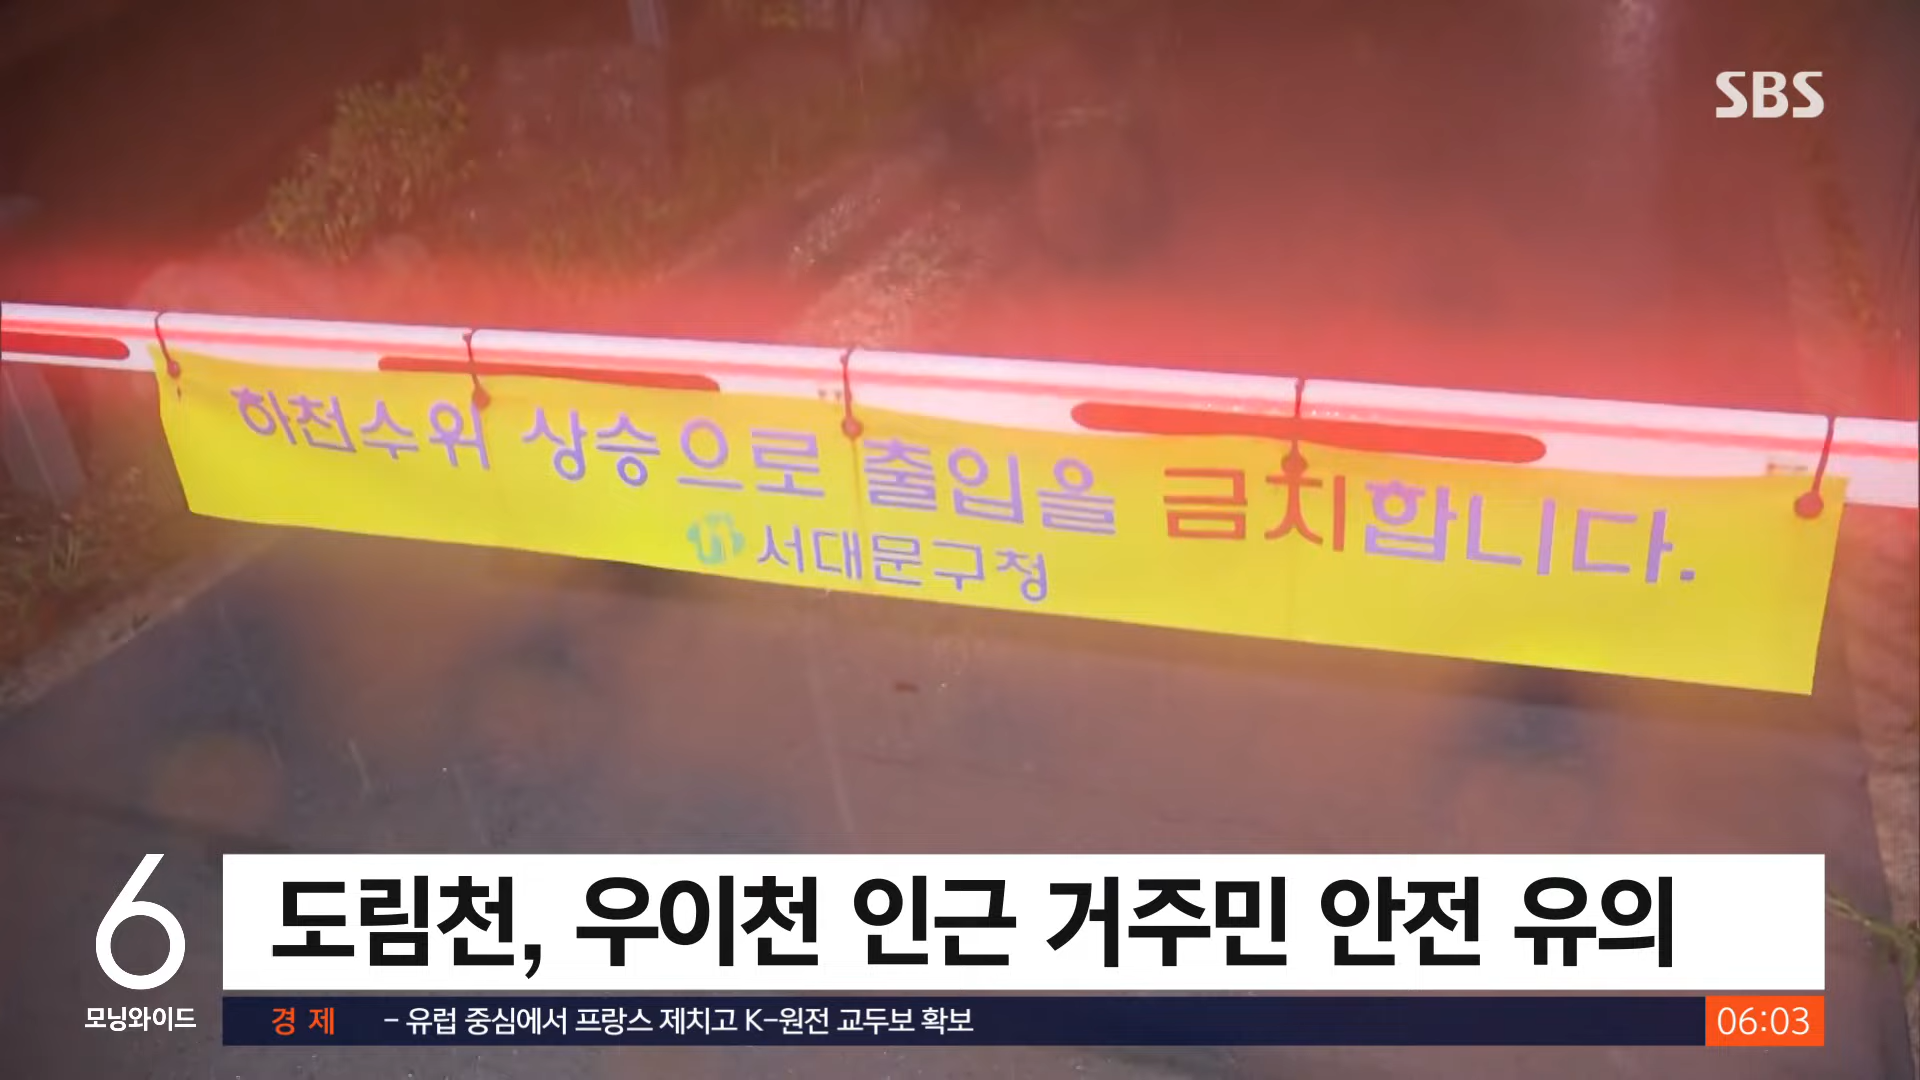 SBS
하천수위 상승으로 출입을 금치합니다.
서대문구청
6
도림천, 우이천 인근 거주민 안전 유의
모닝와이드
경제 - 유럽 중심에서 프랑스 제치고 K-원전 교두보 확보 06:03